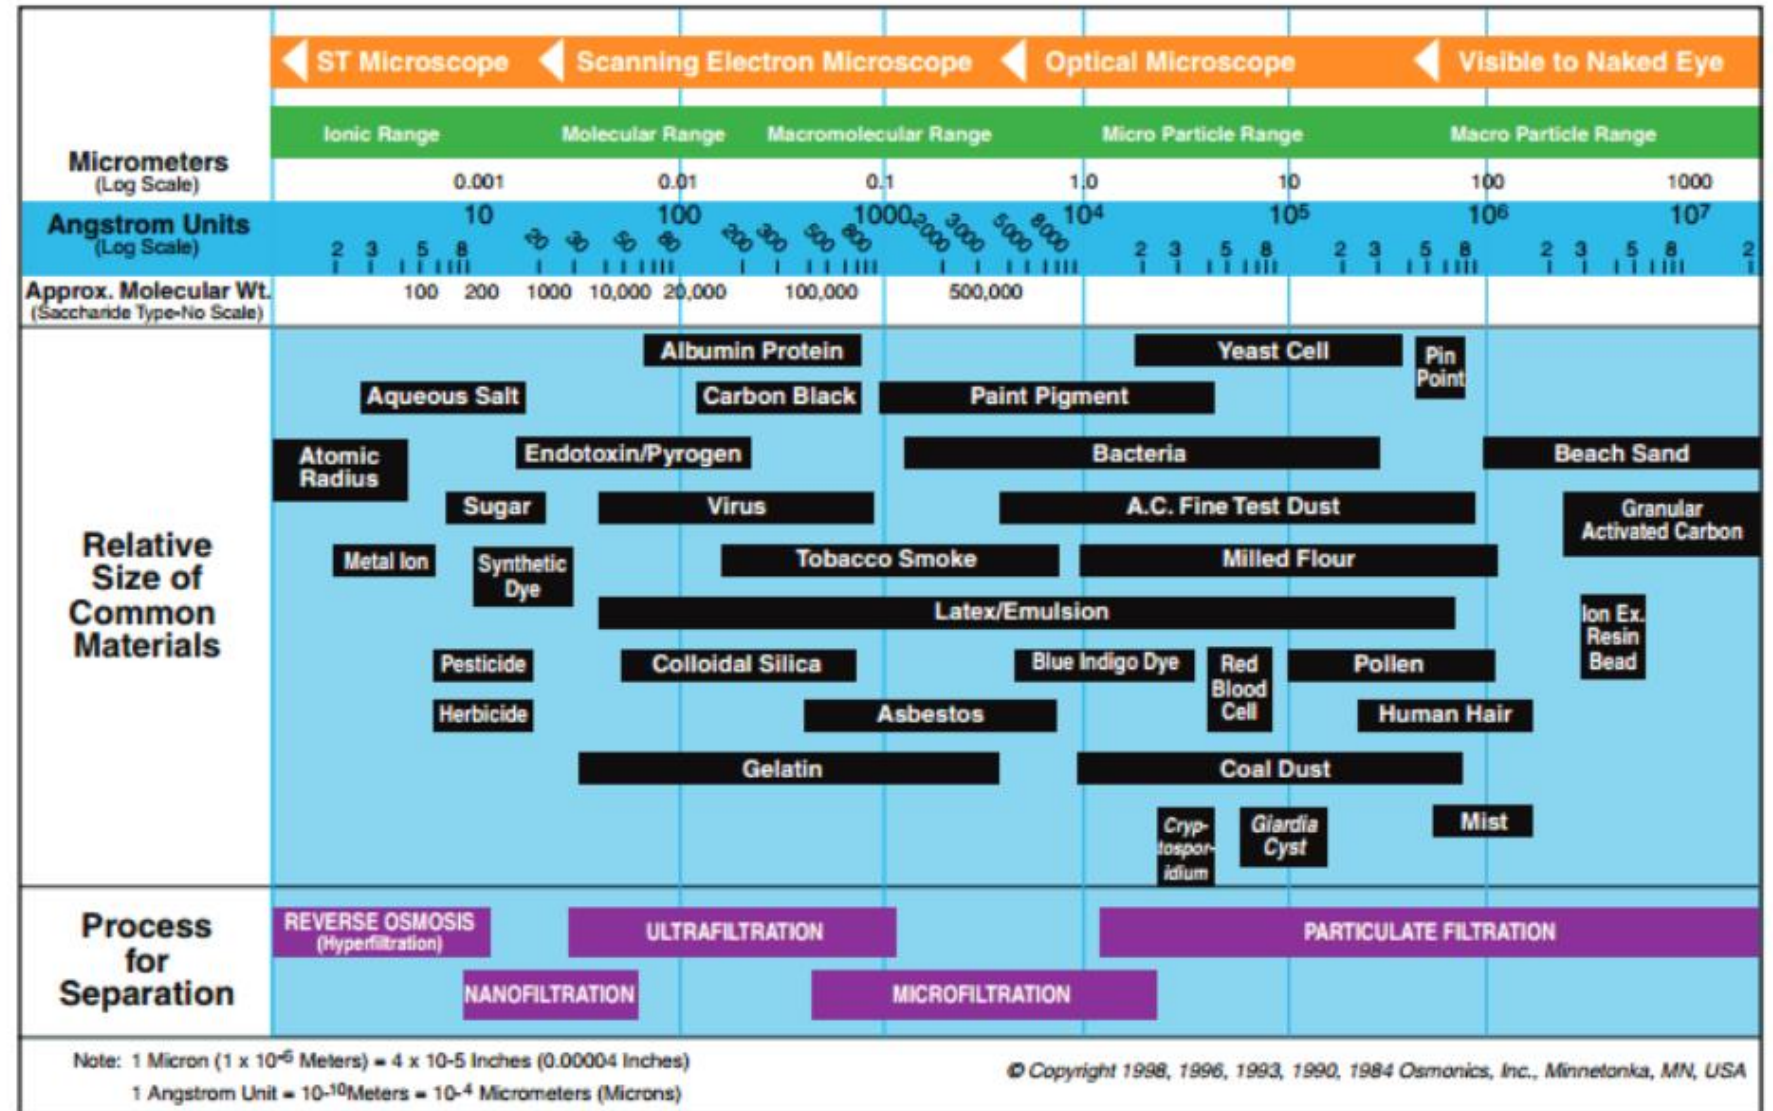 ST Microscope Scanning Electron Microscope Optical Microscope Visible to Naked Eye
Ionic Range Molecular Range Macromolecular Range Micro Particle Range Macro Particle Range
Micrometers
(Log Scale) 0.001 0.01 0.1 1.0 10 100 1000
Angstrom Units
(Log Scale)
10 100 1000 10⁴ 10⁵ 10⁶ 10⁷
2 3 5 8 20 30 50 80 200 300 500 800 2000 3000 5000 8000 2 3 5 8 2 3 5 8 2 3 5 8 2
Approx. Molecular Wt.
(Saccharide Type-No Scale)
100 200 1000 10,000 20,000 100,000 500,000
Relative
Size of
Common
Materials
Albumin Protein Yeast Cell Pin
Point
Aqueous Salt Carbon Black Paint Pigment
Atomic
Radius
Endotoxin/Pyrogen Bacteria Beach Sand
Sugar Virus A.C. Fine Test Dust Granular
Activated Carbon
Metal Ion Synthetic
Dye
Tobacco Smoke Milled Flour
Latex/Emulsion Ion Ex.
Resin
Bead
Pesticide Colloidal Silica Blue Indigo Dye Red
Blood
Cell
Pollen
Herbicide Asbestos Human Hair
Gelatin Coal Dust
Cryp-
tospor-
idium
Giardia
Cyst
Mist
Process
for
Separation
REVERSE OSMOSIS
(Hyperfiltration)
ULTRAFILTRATION PARTICULATE FILTRATION
NANOFILTRATION MICROFILTRATION
Note: 1 Micron (1 x 10-6 Meters) = 4 x 10-5 Inches (0.00004 Inches)
1 Angstrom Unit = 10-10Meters = 10-4 Micrometers (Microns)
© Copyright 1998, 1996, 1993, 1990, 1984 Osmonics, Inc., Minnetonka, MN, USA